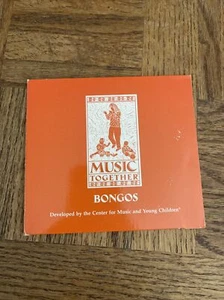 MUSIC
TOGETHER
BONGOS
Developed by the Center for Music and Young Children®